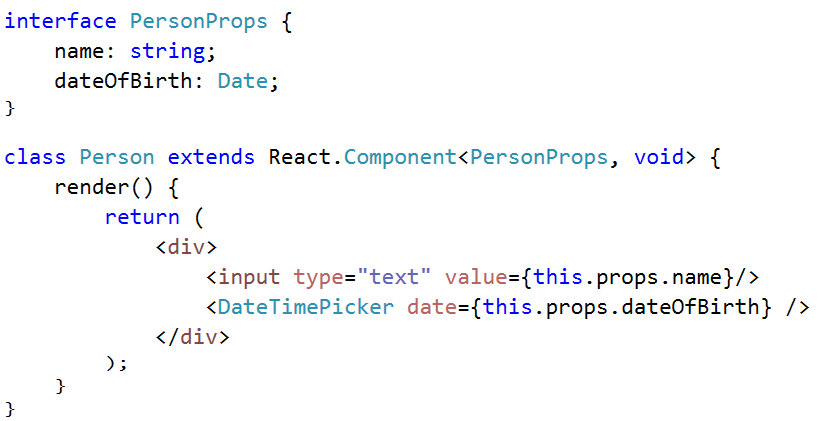 interface PersonProps {
    name: string;
    dateOfBirth: Date;
}

class Person extends React.Component<PersonProps, void> {
    render() {
        return (
            <div>
                <input type="text" value={this.props.name}/>
                <DateTimePicker date={this.props.dateOfBirth} />
            </div>
        );
    }
}